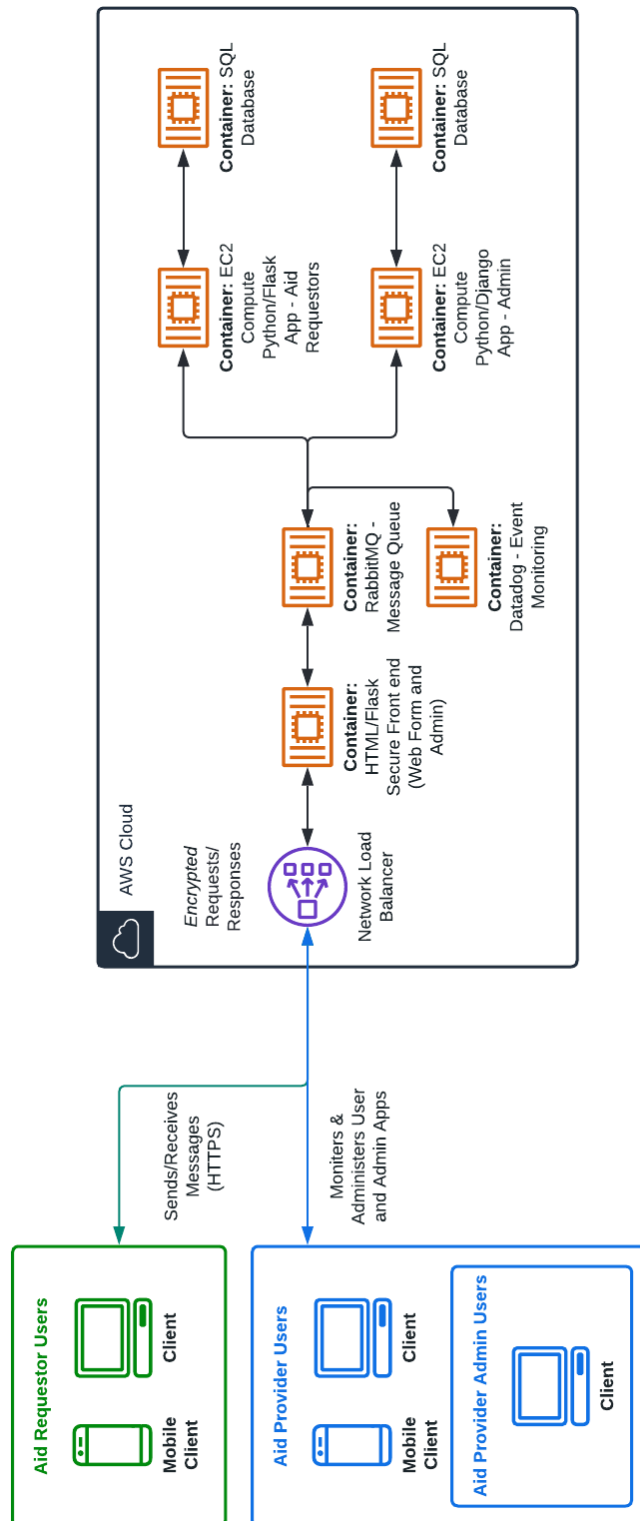 Aid Requestor Users
Mobile
Client
Client
Aid Provider Users
Mobile
Client
Client
Aid Provider Admin Users
Client
Sends/Receives
Messages
(HTTPS)
Moniters &
Administers User
and Admin Apps
AWS Cloud
Encrypted
Requests/
Responses
Network Load
Balancer
Container:
HTML/Flask
Secure Front end
(Web Form and
Admin)
Container:
RabbitMQ -
Message Queue
Container:
Datadog - Event
Monitoring
Container: EC2
Compute
Python/Flask
App - Aid
Requestors
Container: SQL
Database
Container: EC2
Compute
Python/Django
App - Admin
Container: SQL
Database